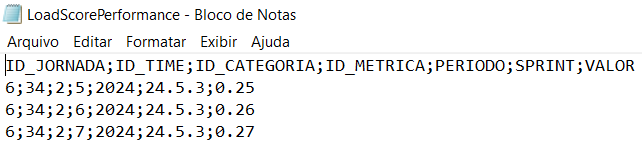 LoadScorePerformance - Bloco de Notas
Arquivo Editar Formatar Exibir Ajuda
ID_JORNADA;ID_TIME;ID_CATEGORIA;ID_METRICA;PERIODO;SPRINT;VALOR
6;34;2;5;2024;24.5.3;0.25
6;34;2;6;2024;24.5.3;0.26
6;34;2;7;2024;24.5.3;0.27